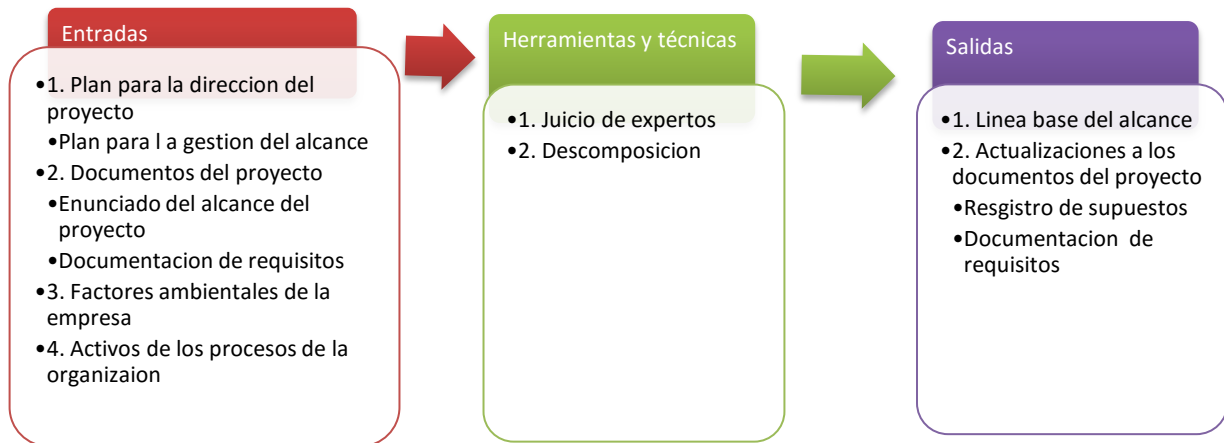 Entradas
•1. Plan para la direccion del
proyecto
•Plan para l a gestion del alcance
•2. Documentos del proyecto
•Enunciado del alcance del
proyecto
•Documentacion de requisitos
•3. Factores ambientales de la
empresa
•4. Activos de los procesos de la
organizaion
Herramientas y técnicas
•1. Juicio de expertos
•2. Descomposicion
Salidas
•1. Linea base del alcance
•2. Actualizaciones a los
documentos del proyecto
•Resgistro de supuestos
•Documentacion de
requisitos